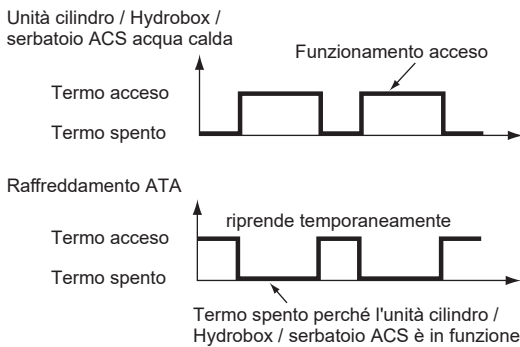 Unità cilindro / Hydrobox /
serbatoio ACS acqua calda
Funzionamento acceso
Termo acceso
Termo spento
Raffreddamento ATA
riprende temporaneamente
Termo acceso
Termo spento
Termo spento perché l'unità cilindro /
Hydrobox / serbatoio ACS è in funzione